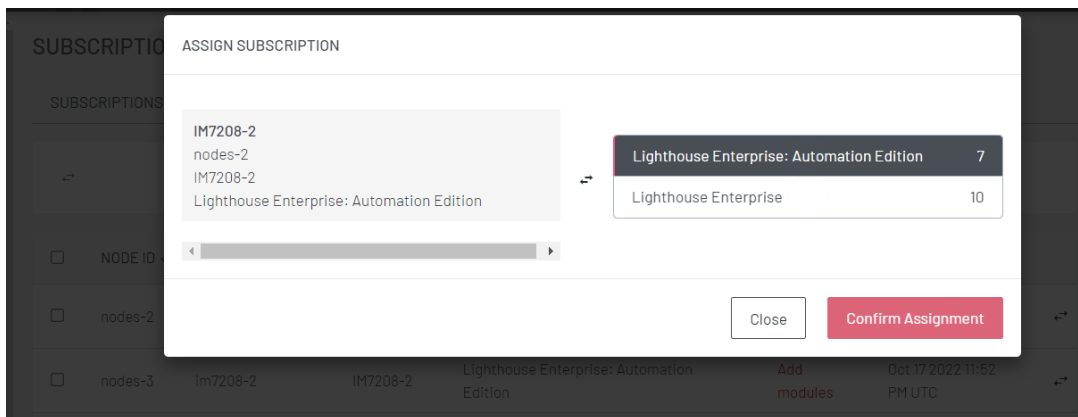 SUBSCRIPTIO
ASSIGN SUBSCRIPTION
SUBSCRIPTIONS
IM7208-2
nodes-2
IM7208-2
Lighthouse Enterprise: Automation Edition
Lighthouse Enterprise: Automation Edition 7
Lighthouse Enterprise 10
NODE ID
Close
Confirm Assignment
nodes-2
nodes-3 im7208-2 IM7208-2 Lighthouse Enterprise: Automation Edition Add modules Oct 17 2022 11:52 PM UTC